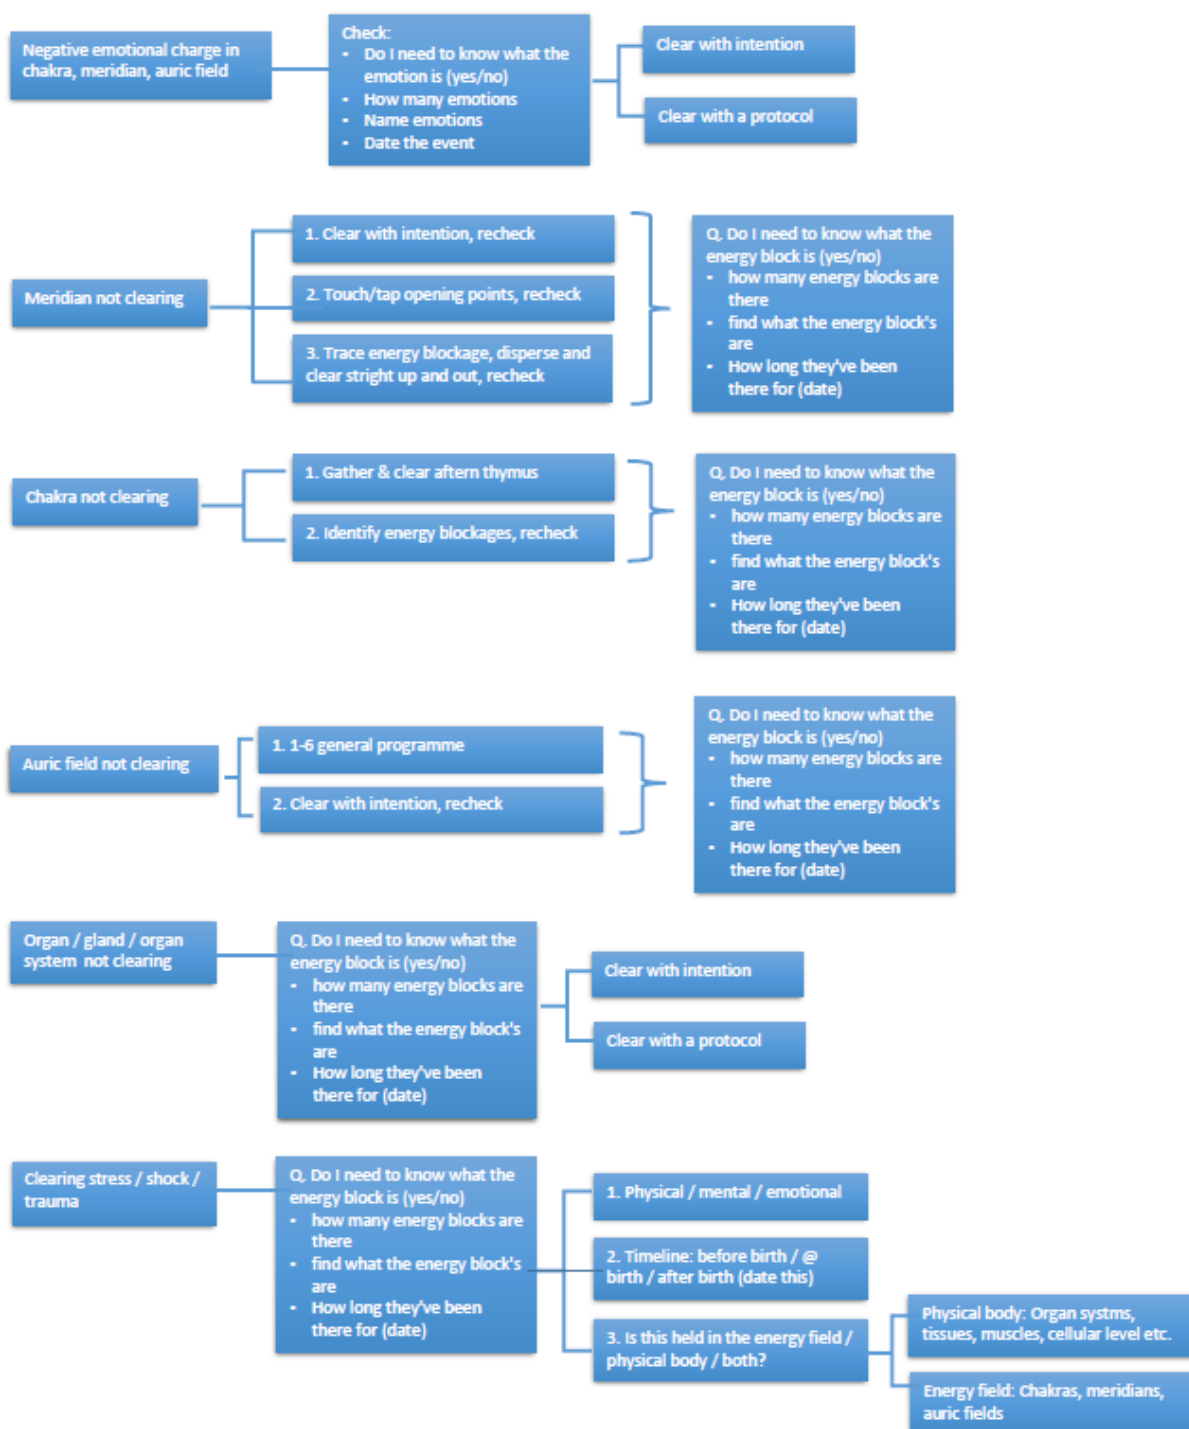 Negative emotional charge in
chakra, meridian, auric field
Check:
• Do I need to know what the
emotion is (yes/no)
• How many emotions
• Name emotions
• Date the event
Clear with intention
Clear with a protocol
Meridian not clearing
1. Clear with intention, recheck
2. Touch/tap opening points, recheck
3. Trace energy blockage, disperse and
clear stright up and out, recheck
Q. Do I need to know what the
energy block is (yes/no)
• how many energy blocks are
there
• find what the energy block's
are
• How long they've been
there for (date)
Chakra not clearing
1. Gather & clear aftern thymus
2. Identify energy blockages, recheck
Q. Do I need to know what the
energy block is (yes/no)
• how many energy blocks are
there
• find what the energy block's
are
• How long they've been
there for (date)
Auric field not clearing
1. 1-6 general programme
2. Clear with intention, recheck
Q. Do I need to know what the
energy block is (yes/no)
• how many energy blocks are
there
• find what the energy block's
are
• How long they've been
there for (date)
Organ / gland / organ
system not clearing
Q. Do I need to know what the
energy block is (yes/no)
• how many energy blocks are
there
• find what the energy block's
are
• How long they've been
there for (date)
Clear with intention
Clear with a protocol
Clearing stress / shock /
trauma
Q. Do I need to know what the
energy block is (yes/no)
• how many energy blocks are
there
• find what the energy block's
are
• How long they've been
there for (date)
1. Physical / mental / emotional
2. Timeline: before birth / @
birth / after birth (date this)
3. Is this held in the energy field /
physical body / both?
Physical body: Organ systms,
tissues, muscles, cellular level etc.
Energy field: Chakras, meridians,
auric fields